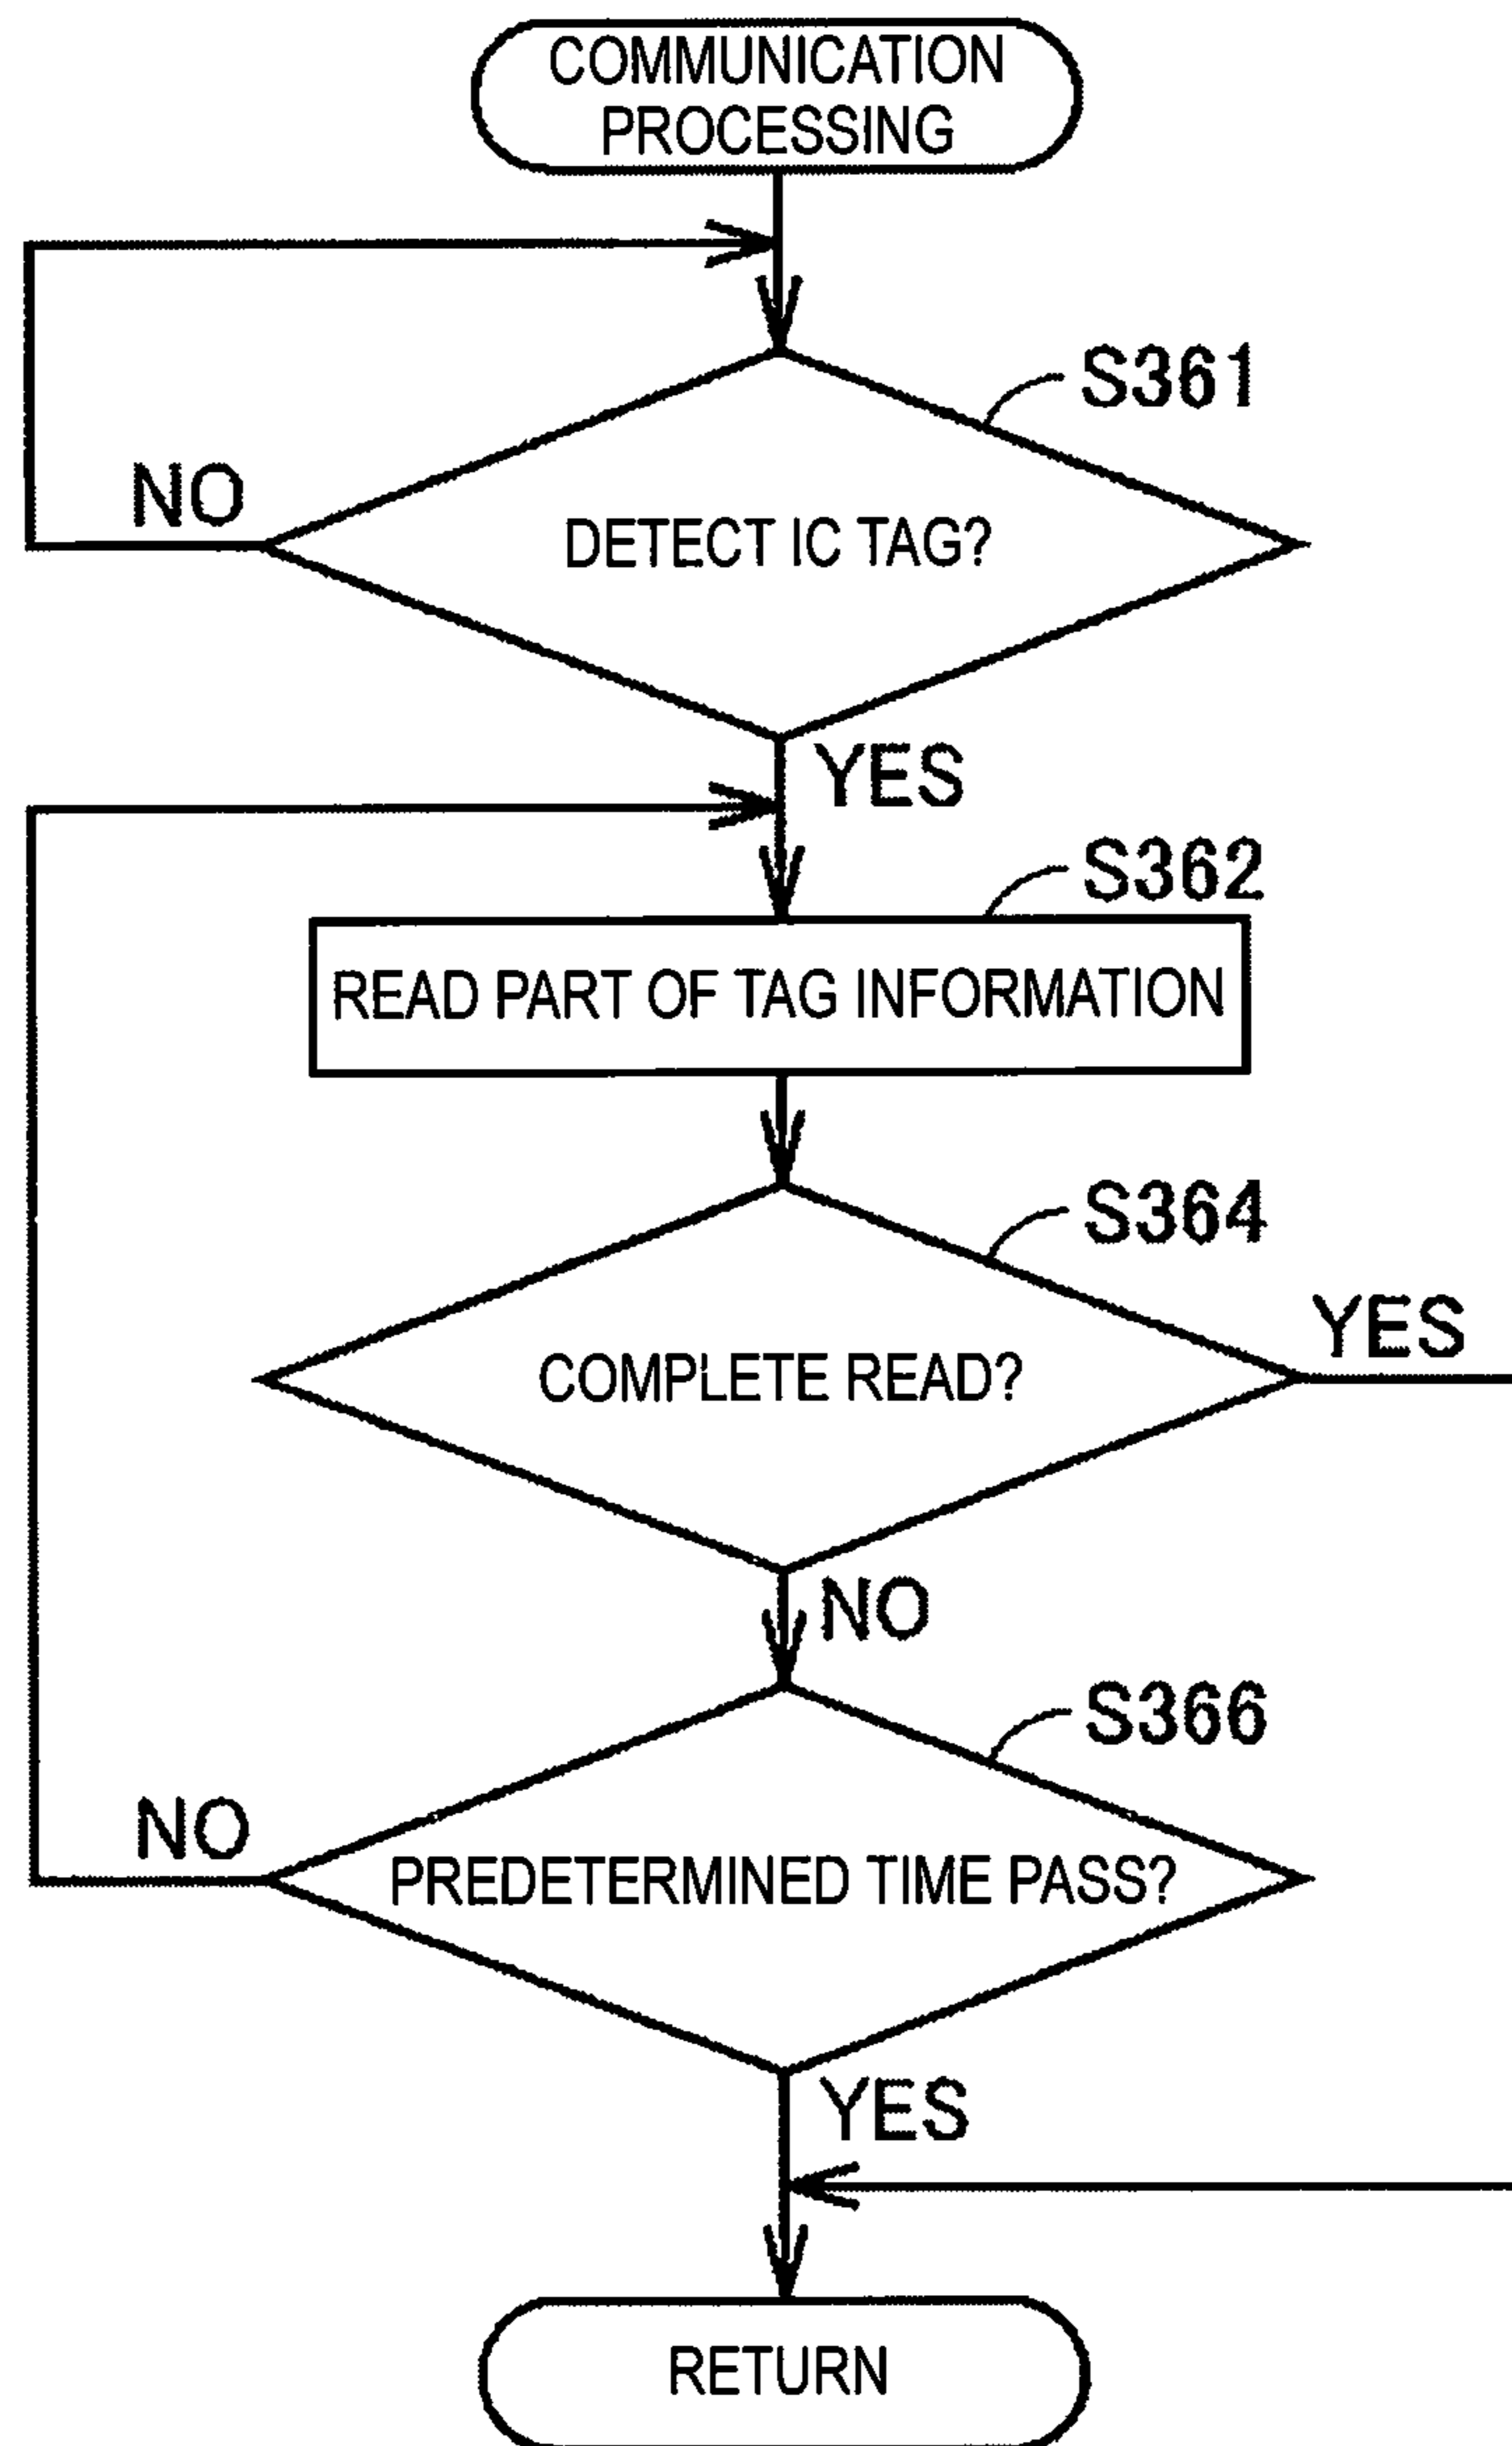 COMMUNICATION
PROCESSING
S361
NO
DETECT IC TAG?
YES
S362
READ PART OF TAG INFORMATION
S364
YES
COMPLETE READ?
NO
S366
NO
PREDETERMINED TIME PASS?
YES
RETURN